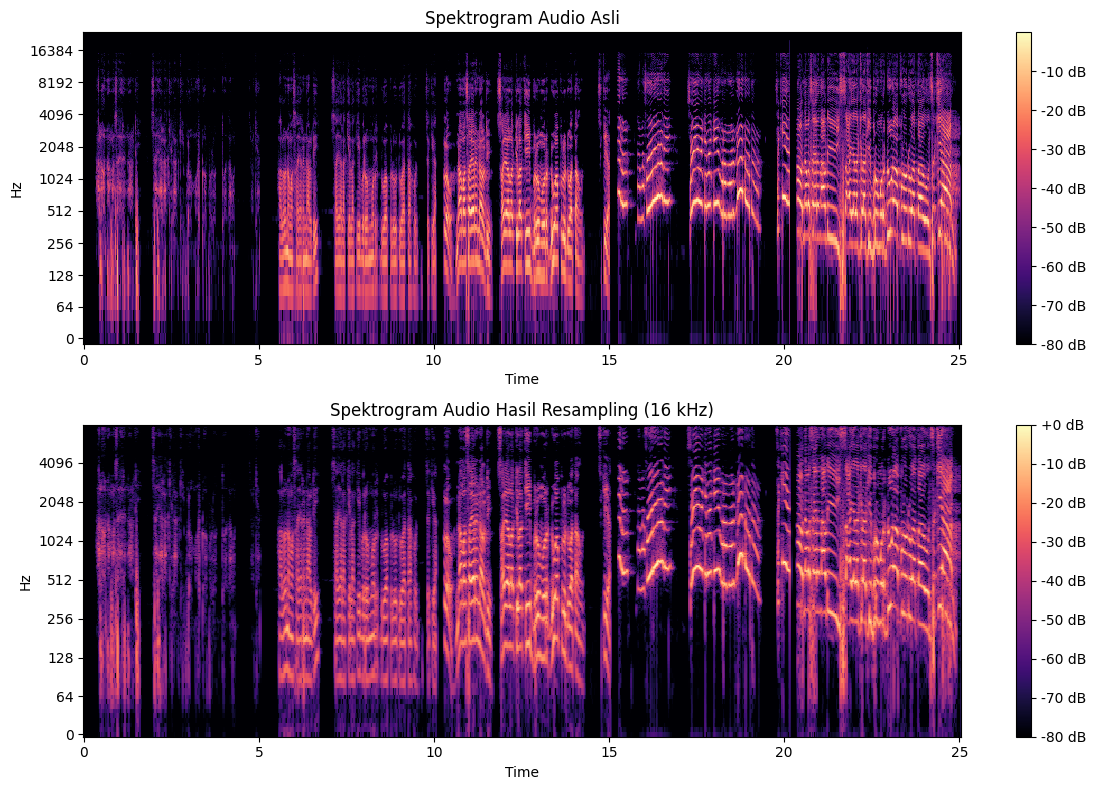 Spektrogram Audio Asli
Hz
16384
8192
4096
2048
1024
512
256
128
64
0
0 5 10 15 20 25
Time
-10 dB
-20 dB
-30 dB
-40 dB
-50 dB
-60 dB
-70 dB
-80 dB
Spektrogram Audio Hasil Resampling (16 kHz)
Hz
4096
2048
1024
512
256
128
64
0
0 5 10 15 20 25
Time
+0 dB
-10 dB
-20 dB
-30 dB
-40 dB
-50 dB
-60 dB
-70 dB
-80 dB